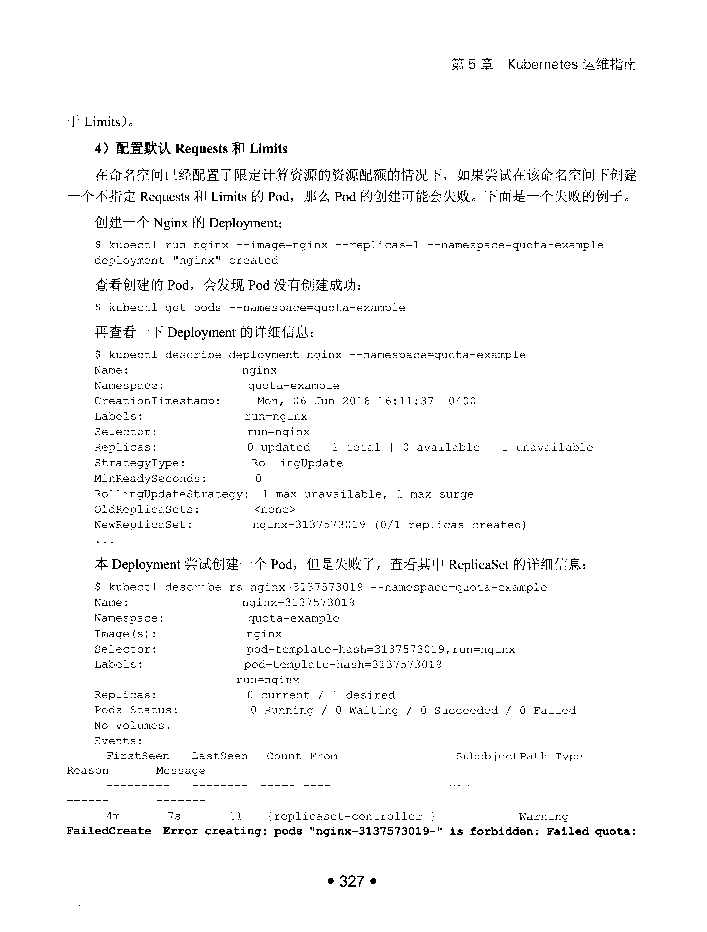 第 5 章 Kubernetes 运维指南
于 Limits）。
4）配置默认 Requests 和 Limits
在命名空间已经配置了限定计算资源的资源配额的情况下，如果尝试在该命名空间下创建
一个不指定 Requests 和 Limits 的 Pod，那么 Pod 的创建可能会失败。下面是一个失败的例子。
创建一个 Nginx 的 Deployment：
$ kubectl run nginx --image=nginx --replicas=1 --namespace=quota-example
deployment "nginx" created
查看创建的 Pod，会发现 Pod 没有创建成功：
$ kubectl get pods --namespace=quota-example
再查看一下 Deployment 的详细信息：
$ kubectl describe deployment nginx --namespace=quota-example
Name: nginx
Namespace: quota-example
CreationTimestamp: Mon, 06 Jun 2016 16:11:37 -0400
Labels: run=nginx
Selector: run=nginx
Replicas: 0 updated | 1 total | 0 available | 1 unavailable
StrategyType: RollingUpdate
MinReadySeconds: 0
RollingUpdateStrategy: 1 max unavailable, 1 max surge
OldReplicaSets: <none>
NewReplicaSet: nginx-3137573019 (0/1 replicas created)
...
本 Deployment 尝试创建一个 Pod，但是失败了，查看其中 ReplicaSet 的详细信息：
$ kubectl describe rs nginx-3137573019 --namespace=quota-example
Name: nginx-3137573019
Namespace: quota-example
Image(s): nginx
Selector: pod-template-hash=3137573019,run=nginx
Labels: pod-template-hash=3137573019
run=nginx
Replicas: 0 current / 1 desired
Pods Status: 0 Running / 0 Waiting / 0 Succeeded / 0 Failed
No volumes.
Events:
FirstSeen LastSeen Count From SubobjectPath Type
Reason Message
--------- -------- ----- ---- ----
------ -------
4m 7s 11 {replicaset-controller } Warning
FailedCreate Error creating: pods "nginx-3137573019-" is forbidden: Failed quota:
• 327 •